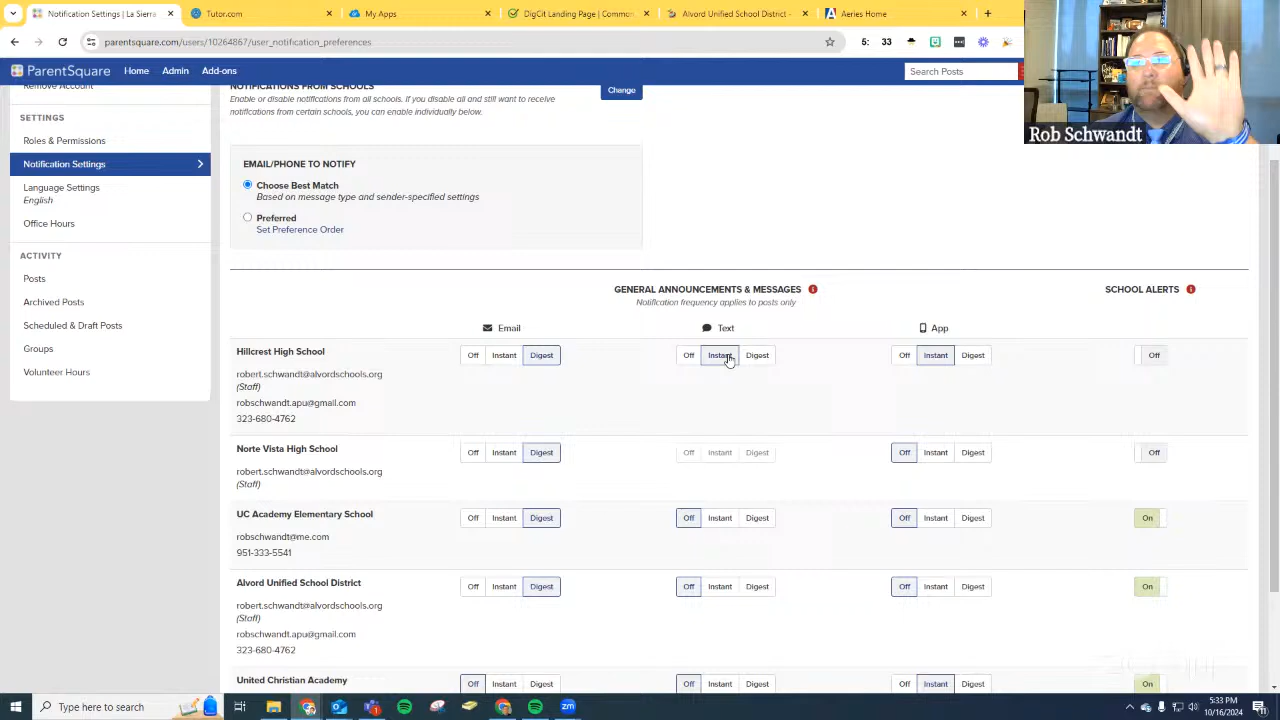 Notification Settings | La Sierra
Tutor.com
My Apps
DigCit Landing Page | Common
Alvord Unified School District -
Aeries Home
parentsquare.com/users/10264867/user_notification_preferences
5: 33
ParentSquare
Home
Admin
Add-ons
Search Posts
Rob Schwandt
Remove Account
SETTINGS
Roles & Permissions
Notification Settings
Language Settings
English
Office Hours
ACTIVITY
Posts
Archived Posts
Scheduled & Draft Posts
Groups
Volunteer Hours
NOTIFICATIONS FROM SCHOOLS
Enable or disable notifications from all schools. If you disable all and still want to receive
notifications from certain schools, you can enable individually below.
Change
EMAIL/PHONE TO NOTIFY
Choose Best Match
Based on message type and sender-specified settings
Preferred
Set Preference Order
GENERAL ANNOUNCEMENTS & MESSAGES
Notification frequency applies to posts only
SCHOOL ALERTS
Email Text App
Hillcrest High School Off Instant Digest Off Instant Digest Off Instant Digest Off
robert.schwandt@alvordschools.org
(Staff)
robschwandt.apu@gmail.com
323-680-4762
Norte Vista High School Off Instant Digest Off Instant Digest Off Instant Digest Off
robert.schwandt@alvordschools.org
(Staff)
UC Academy Elementary School Off Instant Digest Off Instant Digest Off Instant Digest On
robschwandt@me.com
951-333-5541
Alvord Unified School District Off Instant Digest Off Instant Digest Off Instant Digest On
robert.schwandt@alvordschools.org
(Staff)
robschwandt.apu@gmail.com
323-680-4762
United Christian Academy Off Instant Digest Off Instant Digest Off Instant Digest On
Type here to search
5:33 PM
10/16/2024